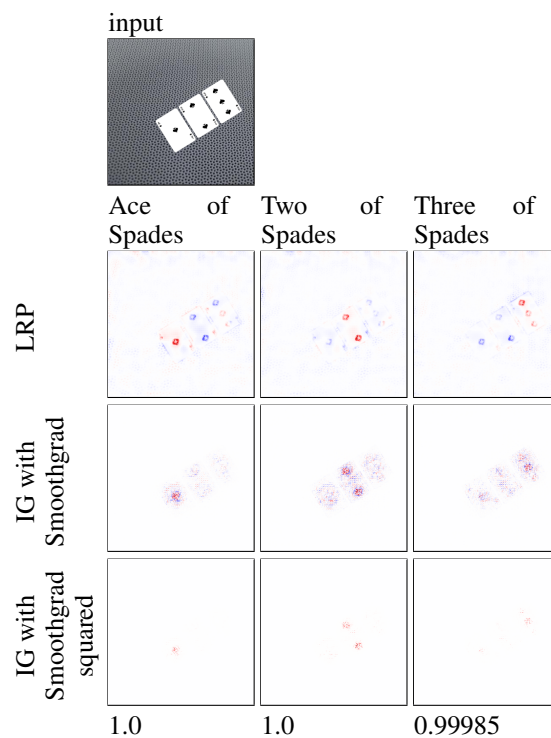 input
Ace of Two of Three of
Spades Spades Spades
LRP
IG with
Smoothgrad
IG with
Smoothgrad
squared
1.0 1.0 0.99985